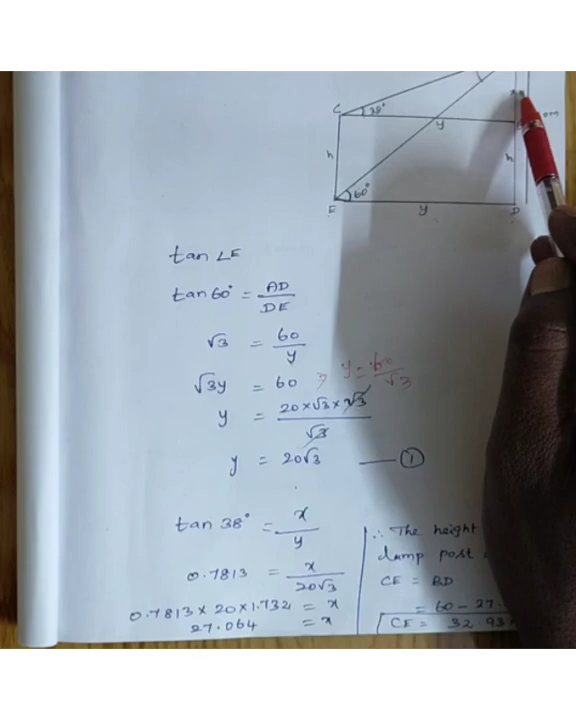 C 38° y om
h h
E 60° y D
tan ∠E
tan 60° = AD / DE
√3 = 60 / y
√3y = 60 ⇒ y = 60 / √3
y = 20×√3×√3 / √3
y = 20√3 — ①
tan 38° = x / y
0.7813 = x / 20√3
0.7813 × 20 × 1.732 = x
27.064 = x
∴ The height
lamp post
CE = BD
= 60 - 27.
CE = 32.93